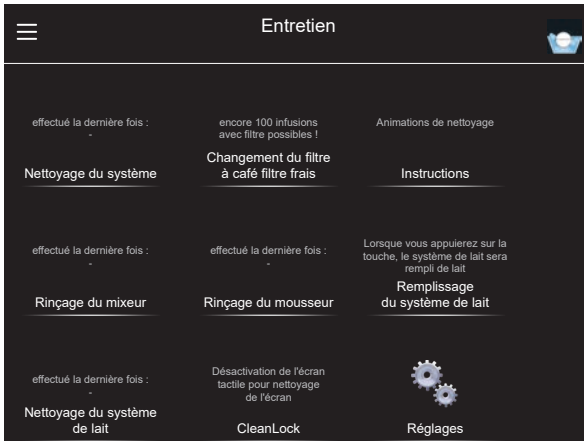 Entretien
effectué la dernière fois :
-
Nettoyage du système
encore 100 infusions
avec filtre possibles !
Changement du filtre
à café filtre frais
Animations de nettoyage
Instructions
effectué la dernière fois :
-
Rinçage du mixeur
effectué la dernière fois :
-
Rinçage du mousseur
Lorsque vous appuierez sur la
touche, le système de lait sera
rempli de lait
Remplissage
du système de lait
effectué la dernière fois :
-
Nettoyage du système
de lait
Désactivation de l'écran
tactile pour nettoyage
de l'écran
CleanLock
Réglages